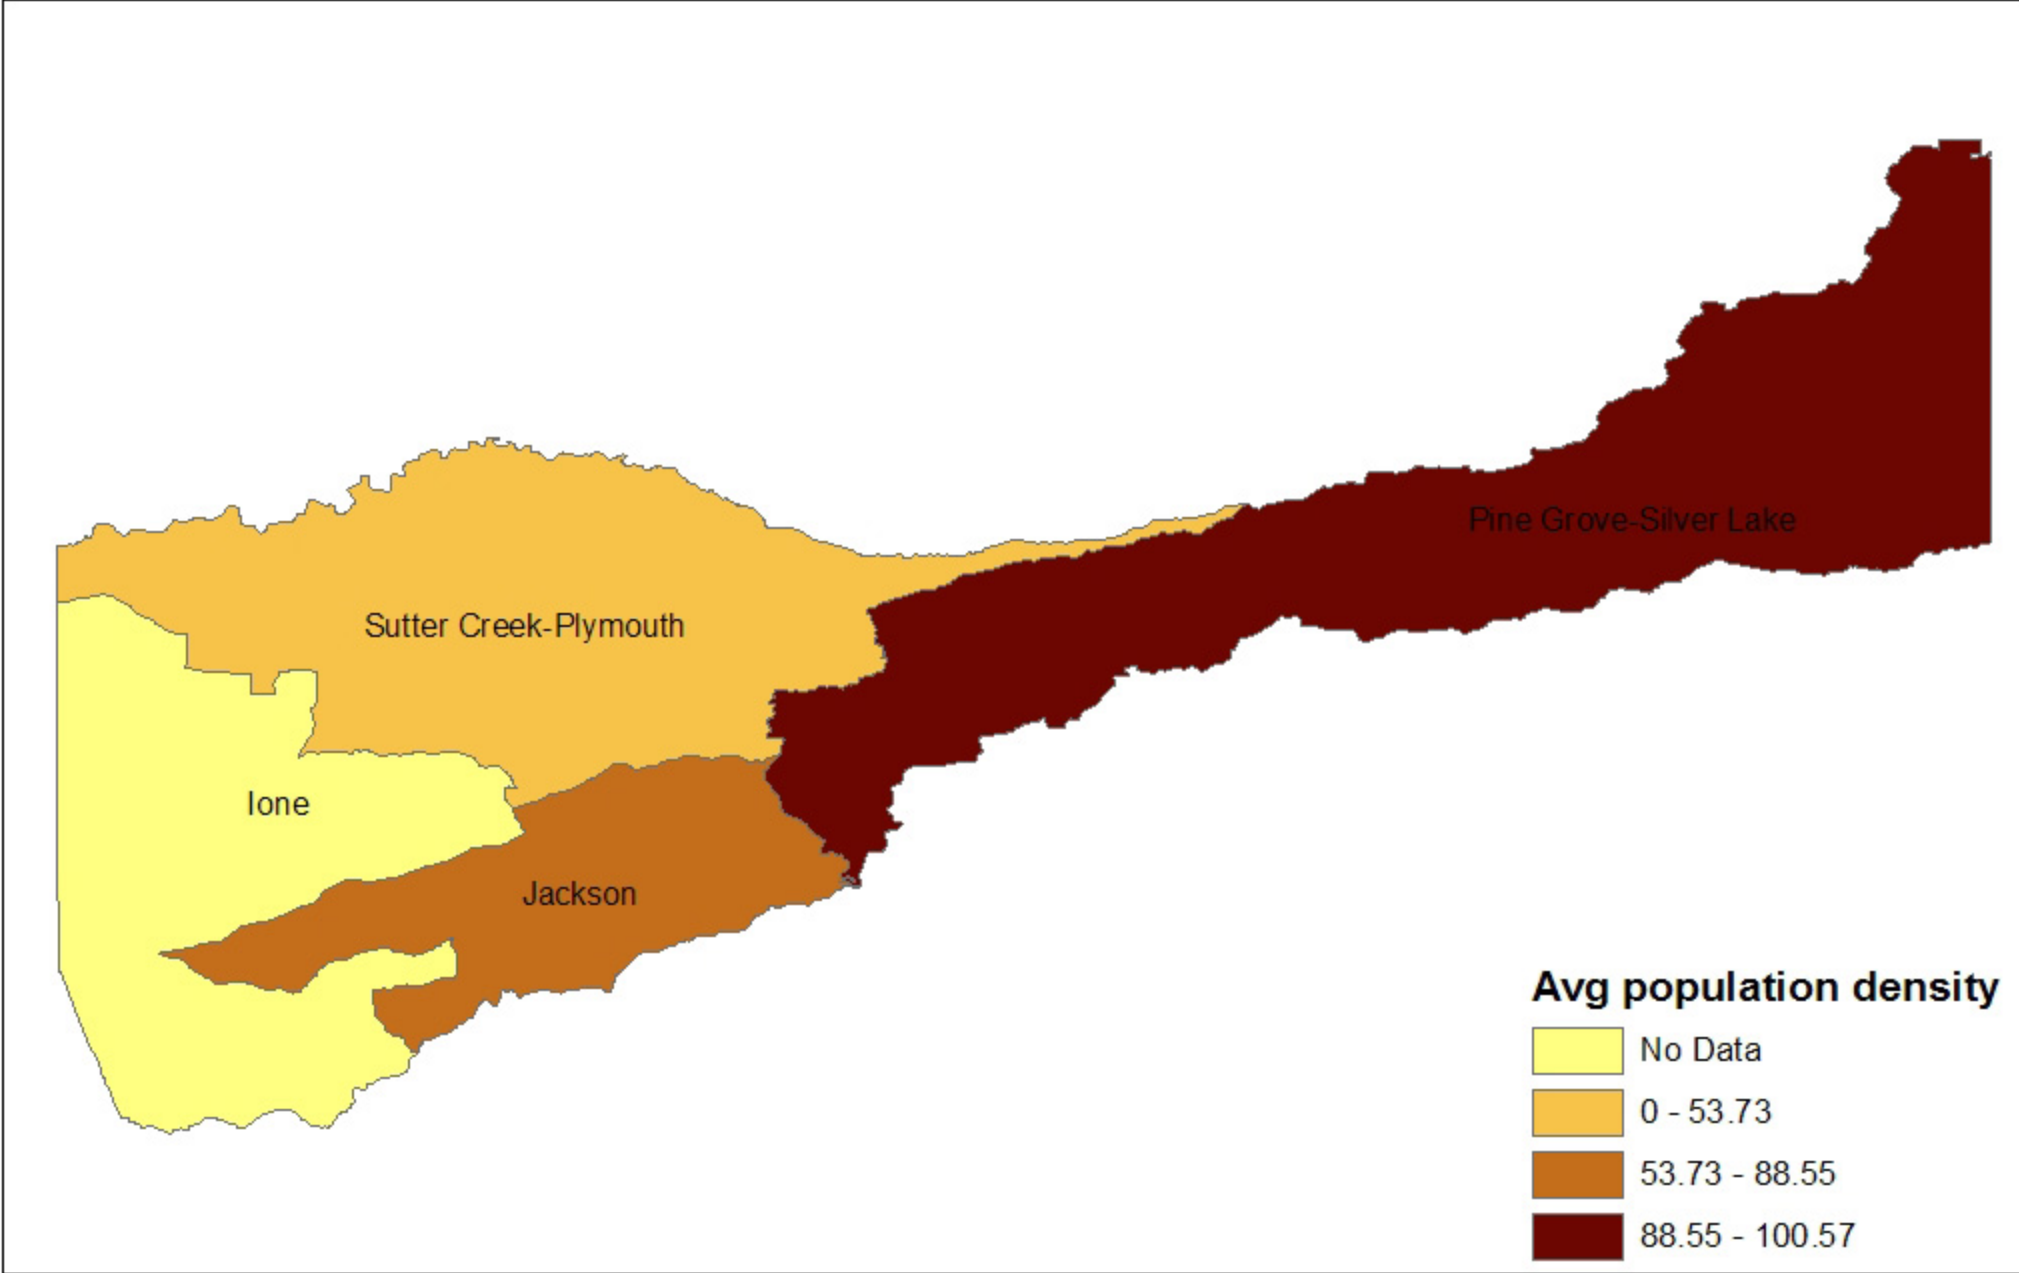 Pine Grove-Silver Lake
Sutter Creek-Plymouth
Ione
Jackson
Avg population density
No Data
0 - 53.73
53.73 - 88.55
88.55 - 100.57